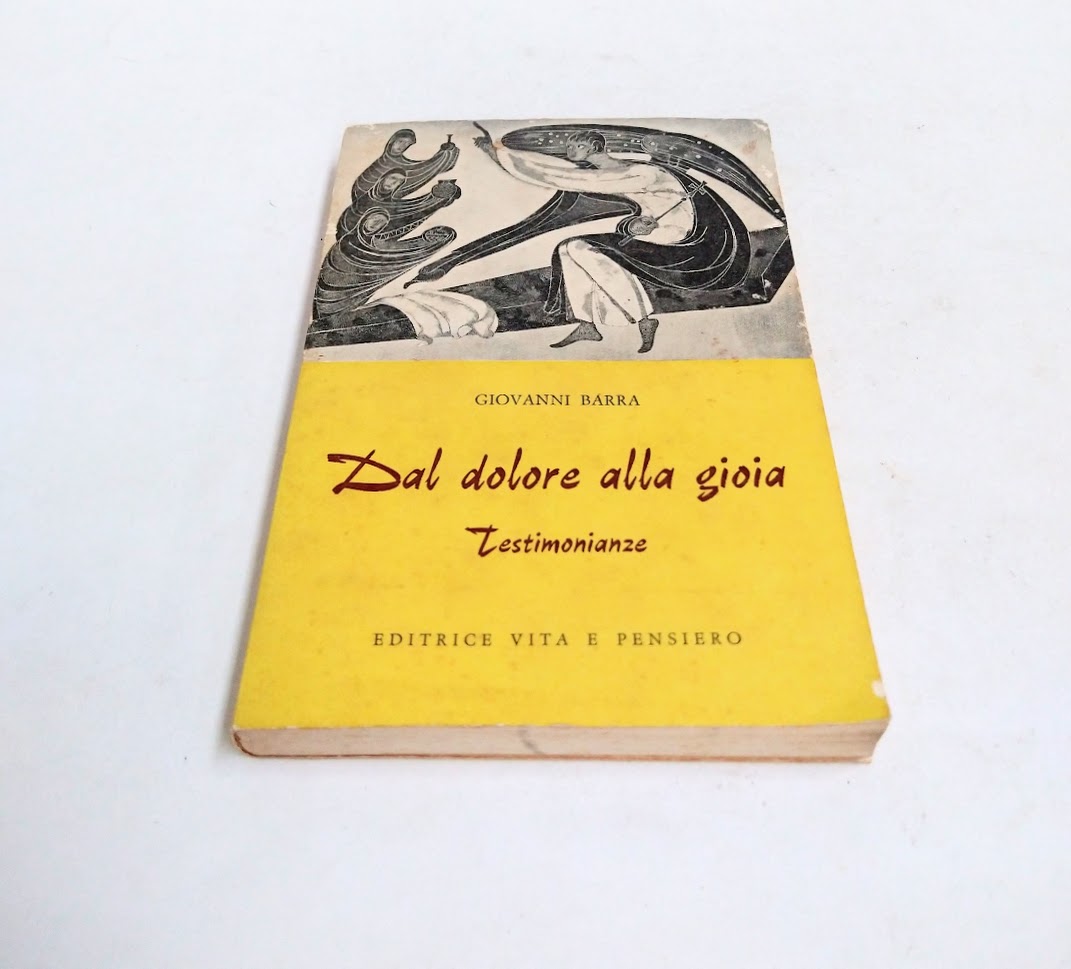 GIOVANNI BARRA
Dal dolore alla gioia
Testimonianze
EDITRICE VITA E PENSIERO